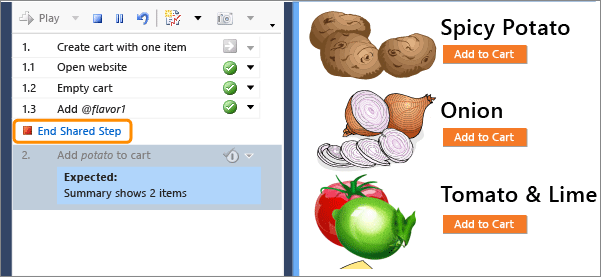 Play
1. Create cart with one item
1.1 Open website
1.2 Empty cart
1.3 Add @flavor1
End Shared Step
2. Add potato to cart
Expected:
Summary shows 2 items
Spicy Potato
Add to Cart
Onion
Add to Cart
Tomato & Lime
Add to Cart